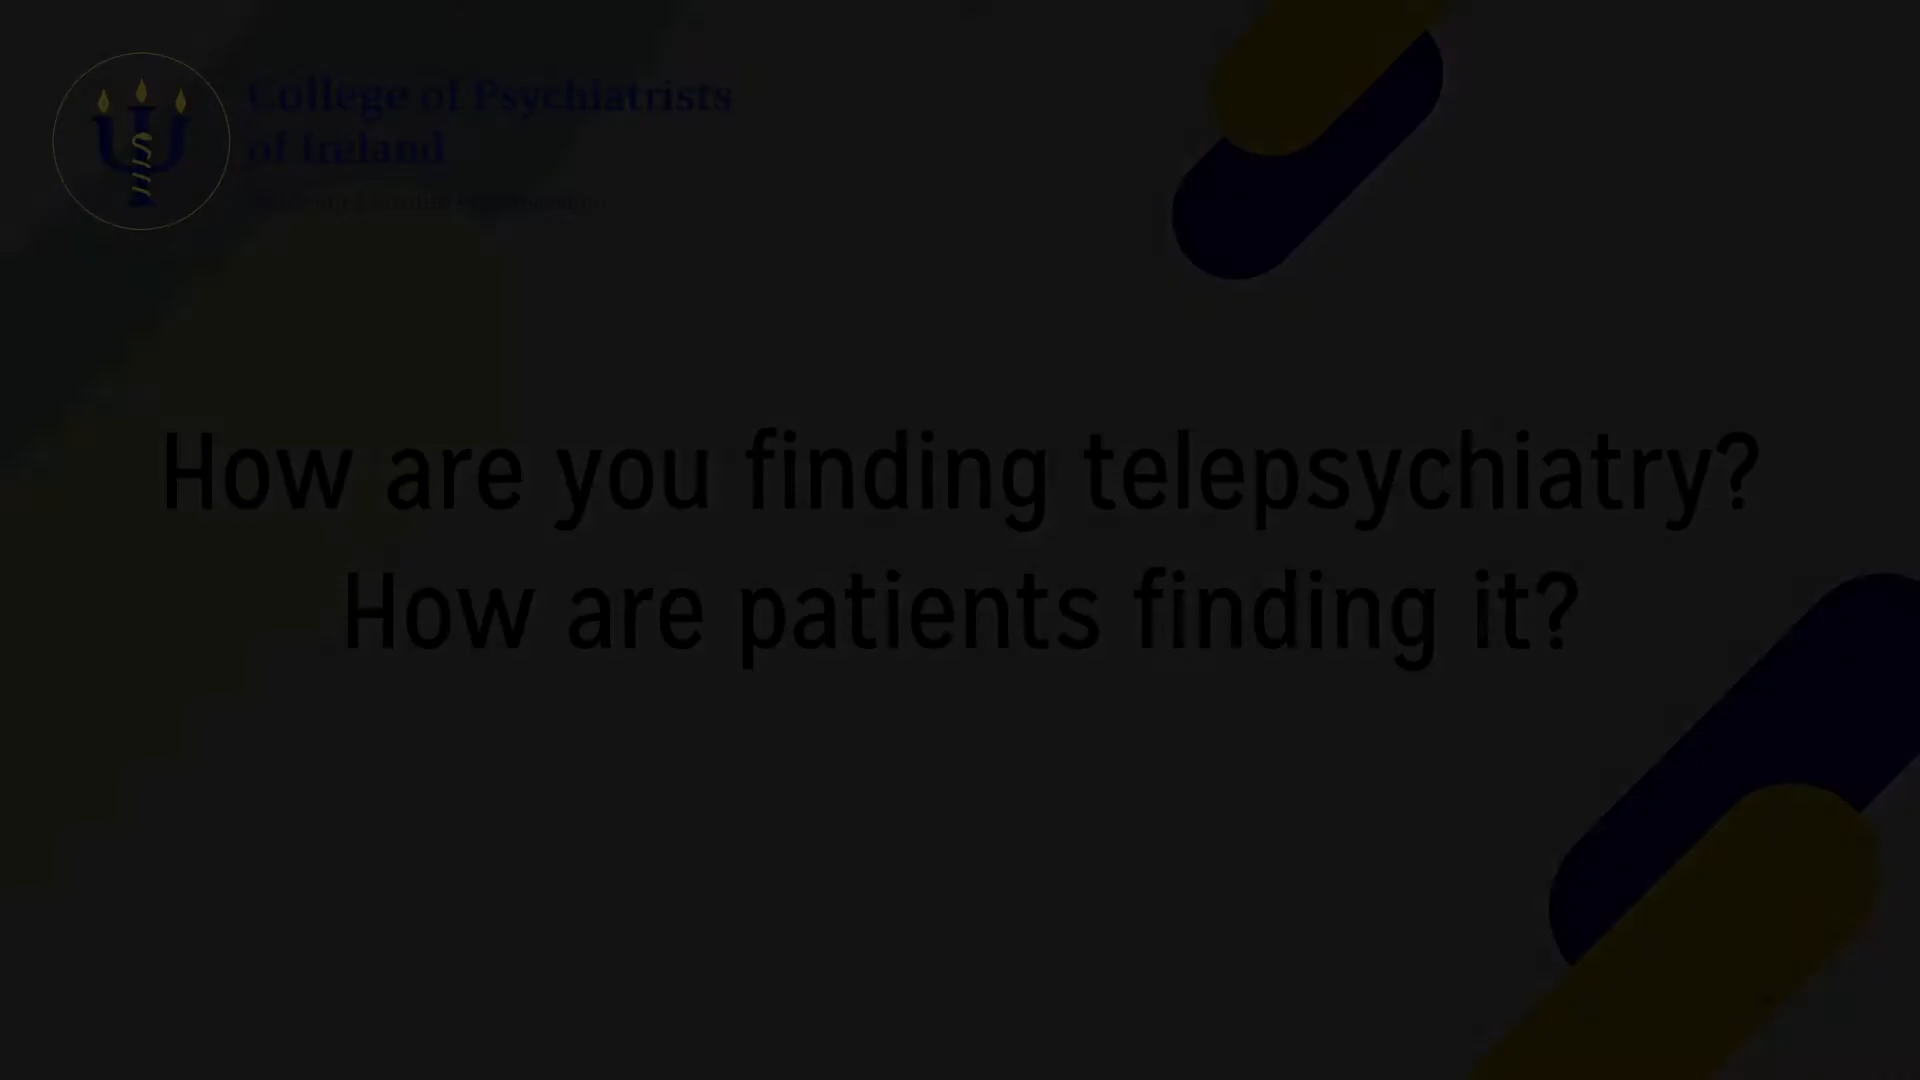 College of Psychiatrists
of Ireland
How are you finding telepsychiatry?
How are patients finding it?